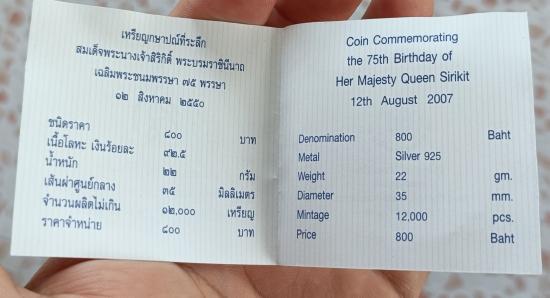 เหรียญกษาปณ์ที่ระลึก
สมเด็จพระนางเจ้าสิริกิติ์ พระบรมราชินีนาถ
เฉลิมพระชนมพรรษา ๗๕ พรรษา
๑๒ สิงหาคม ๒๕๕๐
ชนิดราคา ๘๐๐ บาท
เนื้อโลหะ เงินร้อยละ ๙๒.๕
น้ำหนัก ๒๒ กรัม
เส้นผ่าศูนย์กลาง ๓๕ มิลลิเมตร
จำนวนผลิตไม่เกิน ๑๒,๐๐๐ เหรียญ
ราคาจำหน่าย ๘๐๐ บาท
Coin Commemorating
the 75th Birthday of
Her Majesty Queen Sirikit
12th August 2007
Denomination 800 Baht
Metal Silver 925
Weight 22 gm.
Diameter 35 mm.
Mintage 12,000 pcs.
Price 800 Baht